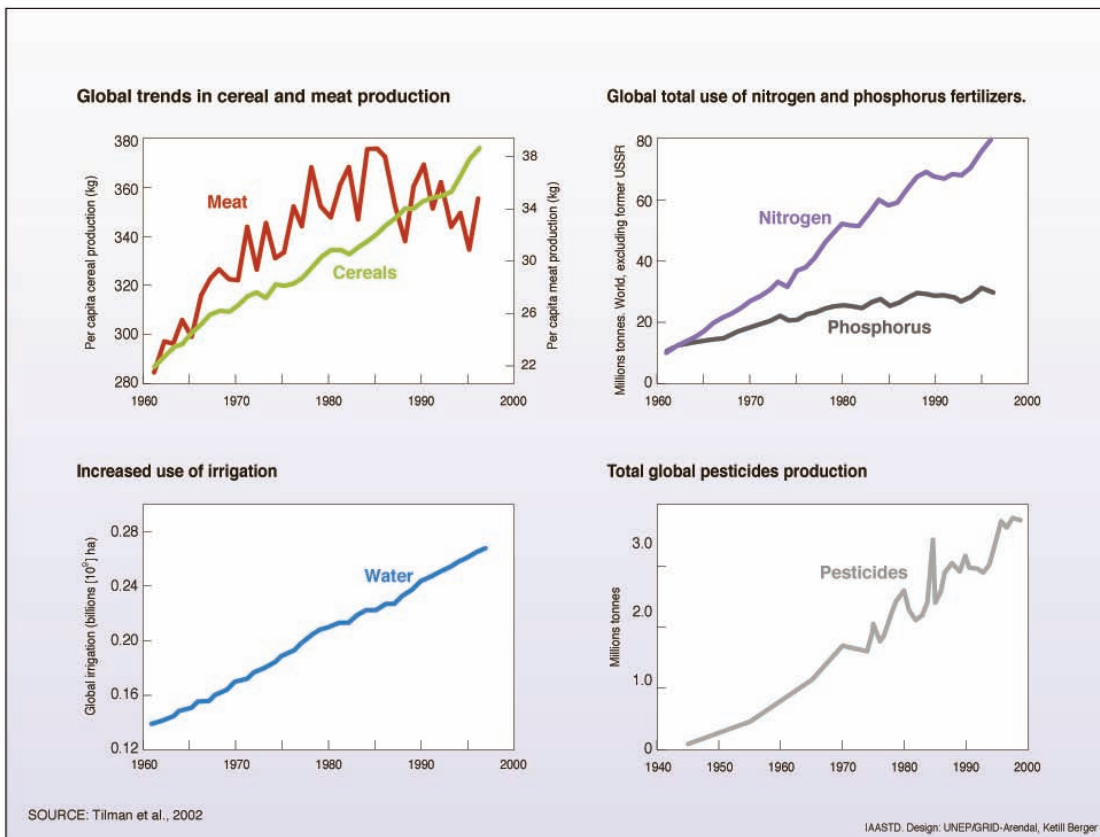 Global trends in cereal and meat production
Per capita cereal production (kg)
380
360
340
320
300
280
Meat
Cereals
38
34
30
26
22
Per capita meat production (kg)
1960 1970 1980 1990 2000
Global total use of nitrogen and phosphorus fertilizers.
Millions tonnes. World, excluding former USSR
80
60
40
20
0
Nitrogen
Phosphorus
1960 1970 1980 1990 2000
Increased use of irrigation
Global irrigation (billions [10⁹] ha)
0.28
0.24
0.20
0.16
0.12
Water
1960 1970 1980 1990 2000
Total global pesticides production
Millions tonnes
3.0
2.0
1.0
0
Pesticides
1940 1950 1960 1970 1980 1990 2000
SOURCE: Tilman et al., 2002
IAASTD. Design: UNEP/GRID-Arendal, Ketill Berger